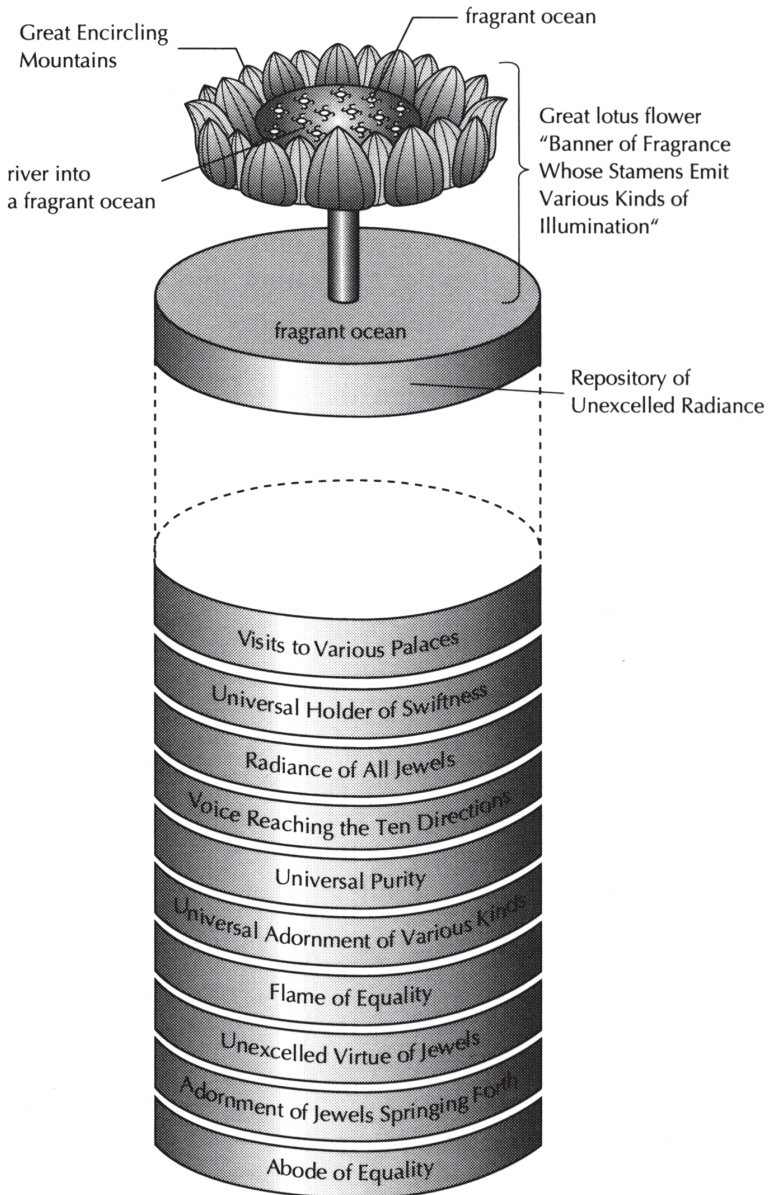 fragrant ocean
Great Encircling
Mountains
Great lotus flower
“Banner of Fragrance
Whose Stamens Emit
Various Kinds of
Illumination“
river into
a fragrant ocean
fragrant ocean
Repository of
Unexcelled Radiance
Visits to Various Palaces
Universal Holder of Swiftness
Radiance of All Jewels
Voice Reaching the Ten Directions
Universal Purity
Universal Adornment of Various Kinds
Flame of Equality
Unexcelled Virtue of Jewels
Adornment of Jewels Springing Forth
Abode of Equality